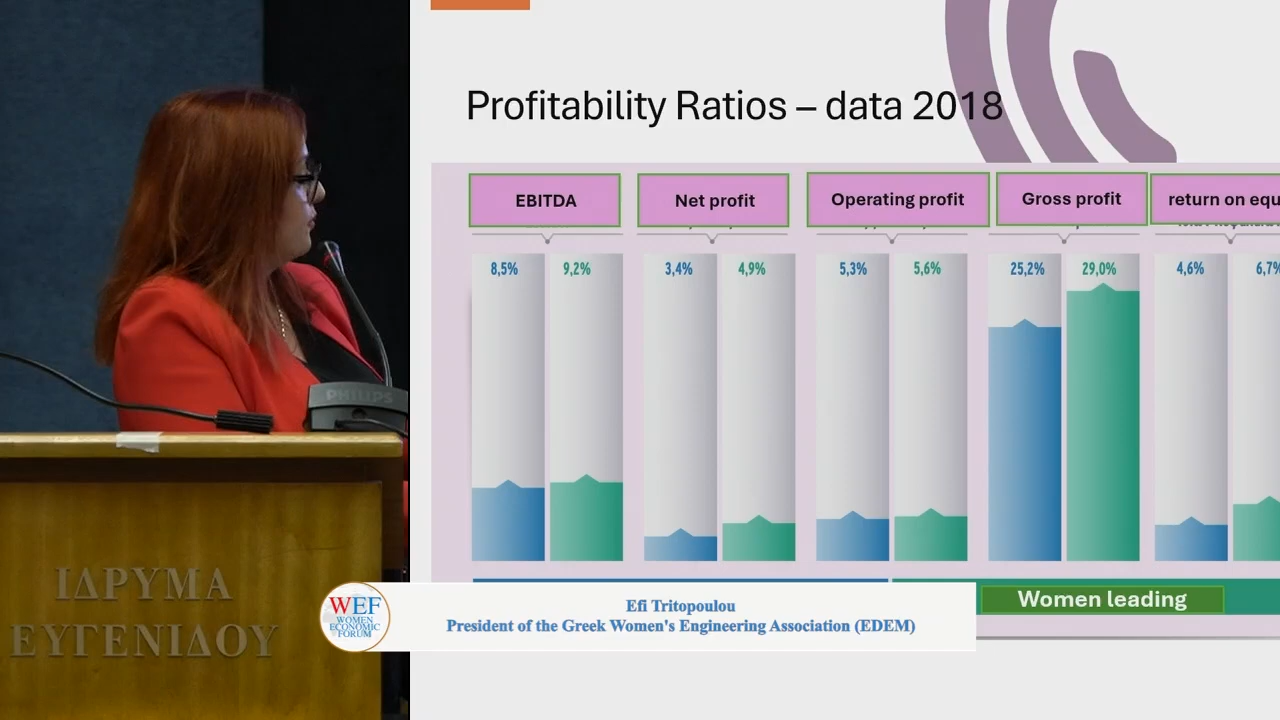 Profitability Ratios – data 2018
EBITDA
Net profit
Operating profit
Gross profit
return on equ
8,5%
9,2%
3,4%
4,9%
5,3%
5,6%
25,2%
29,0%
4,6%
6,7%
Women leading
PHILIPS
ΙΔΡΥΜΑ
ΕΥΓΕΝΙΔΟΥ
WEF
WOMEN
ECONOMIC
FORUM
Efi Tritopoulou
President of the Greek Women's Engineering Association (EDEM)